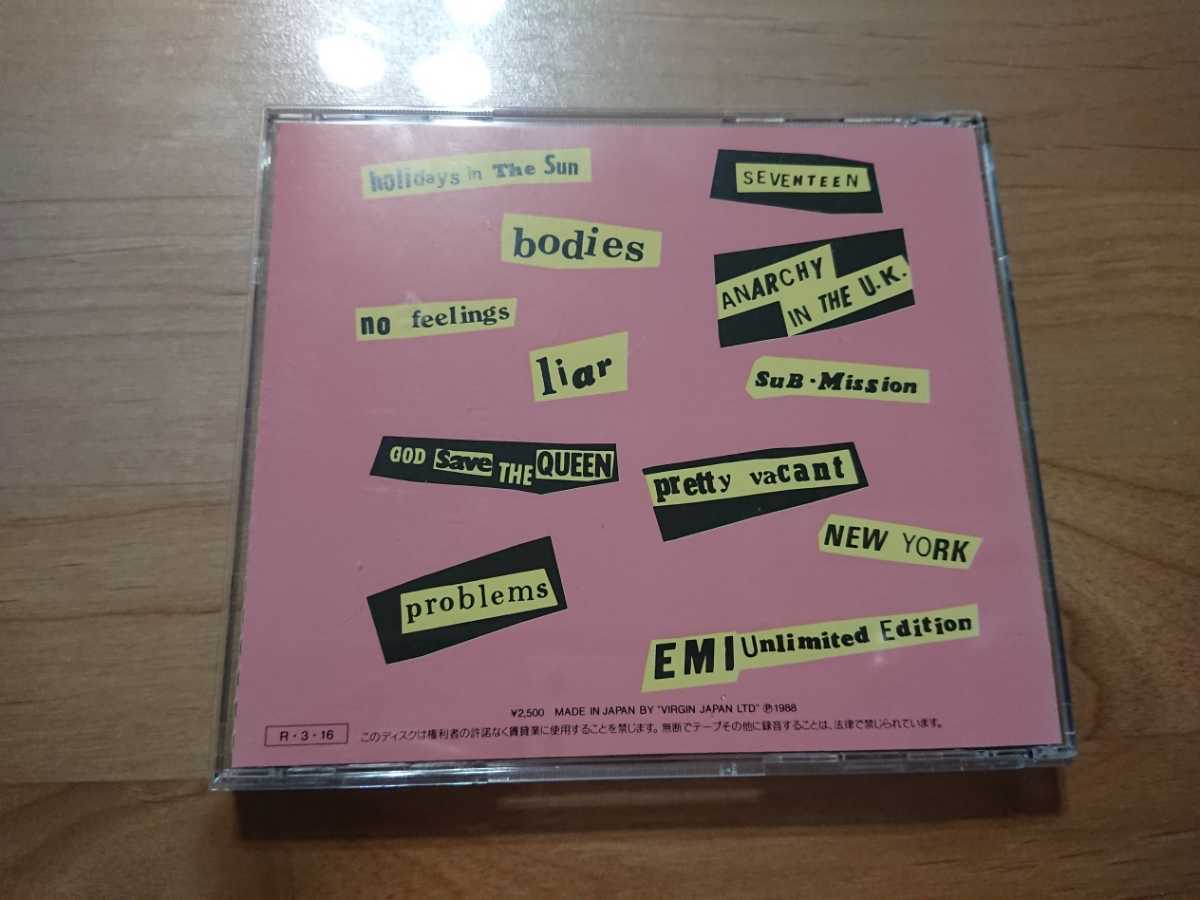 holidays in The Sun
bodies
no feelings
liar
GOD Save THE QUEEN
problems
SEVENTEEN
ANARCHY
IN THE U.K.
SuB·Mission
pretty vacant
NEW YORK
EMI Unlimited Edition
¥2,500 MADE IN JAPAN BY "VIRGIN JAPAN LTD" ℗1988
R・3・16
このディスクは権利者の許諾なく賃貸業に使用することを禁じます。無断でテープその他に録音することは、法律で禁じられています。